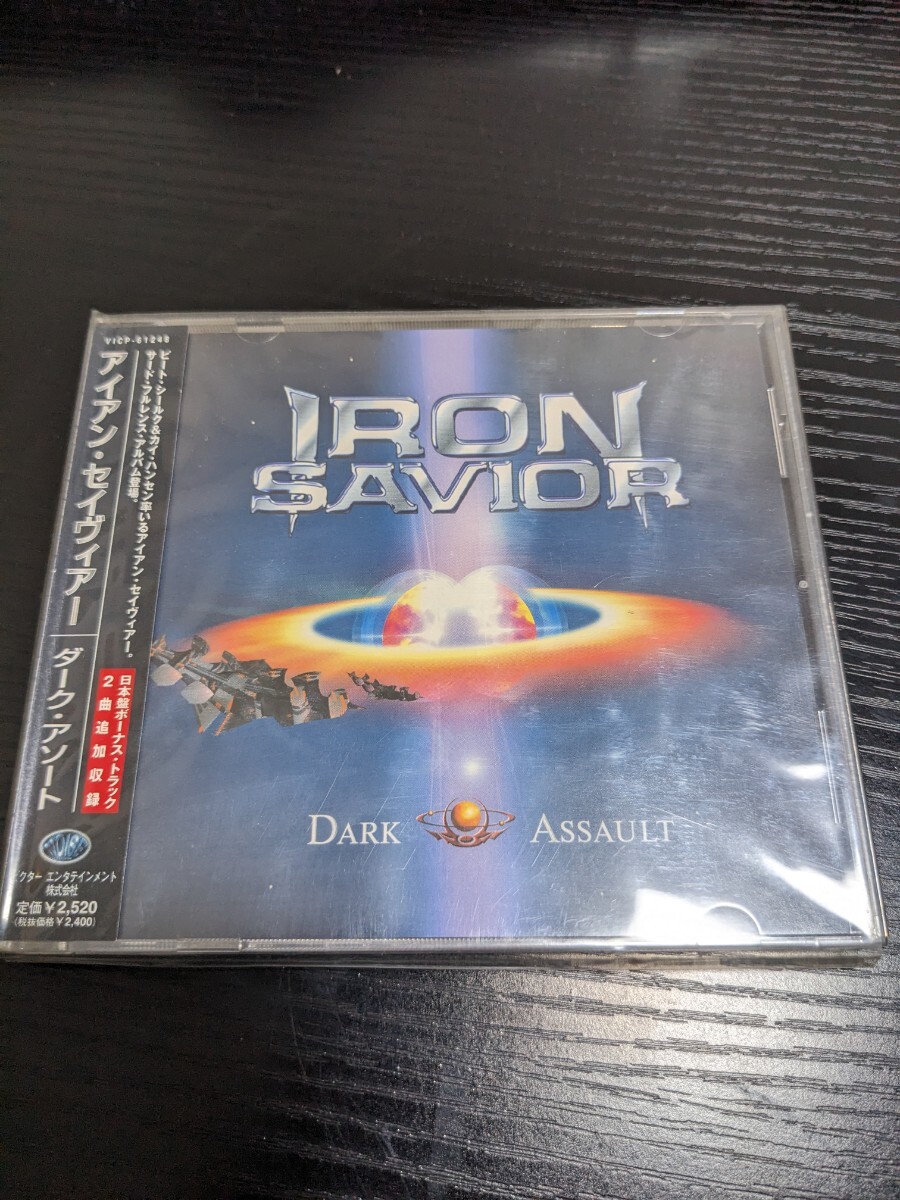 VICP-61248
ピート・シールク&カイ・ハンセン率いるアイアン・セイヴィアー。
サード・フルレンス・アルバム登場。
アイアン・セイヴィアー
ダーク・アソート
日本盤ボーナス・トラック
2曲追加収録
NOISE
クター エンタテインメント
株式会社
定価¥2,520
(税抜価格¥2,400)
IRON
SAVIOR
DARK ASSAULT